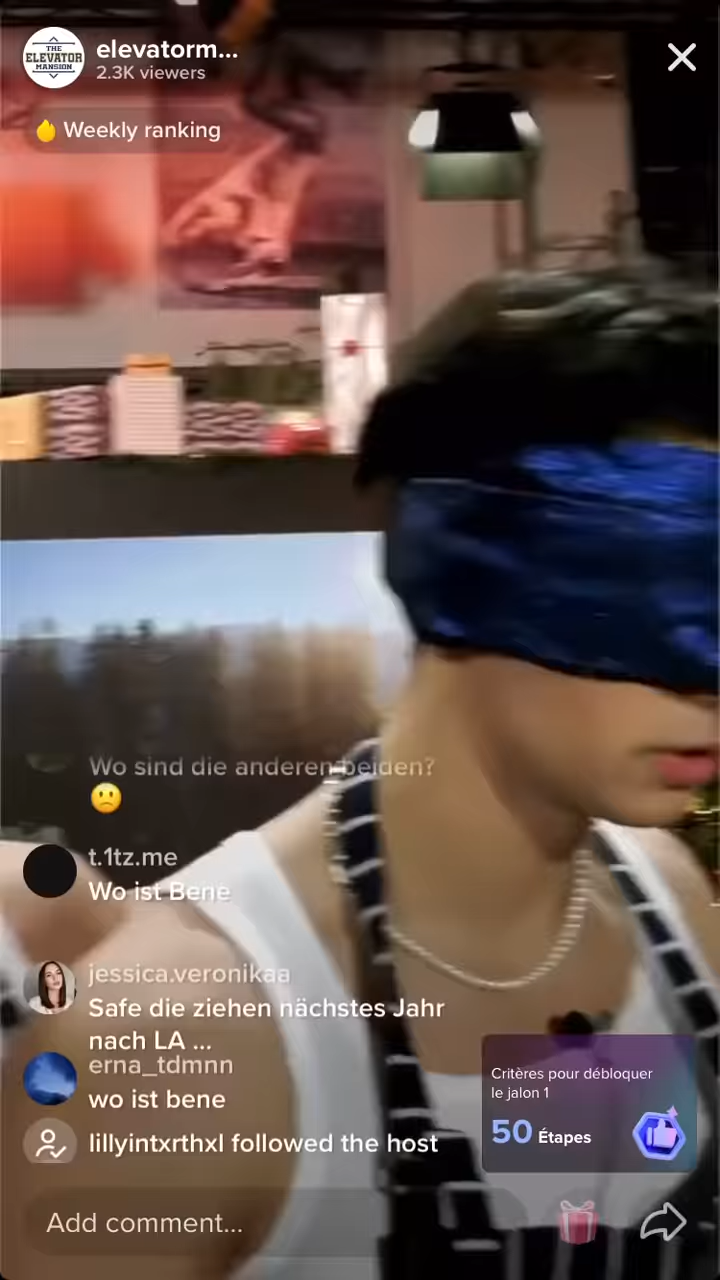 THE
ELEVATOR
MANSION
elevatorm...
2.3K viewers
Weekly ranking
Wo sind die anderen beiden?
🙁
t.1tz.me
Wo ist Bene
jessica.veronikaa
Safe die ziehen nächstes Jahr
nach LA ...
erna_tdmnn
wo ist bene
lillyintxrthxl followed the host
Critères pour débloquer
le jalon 1
50 Étapes
Add comment...